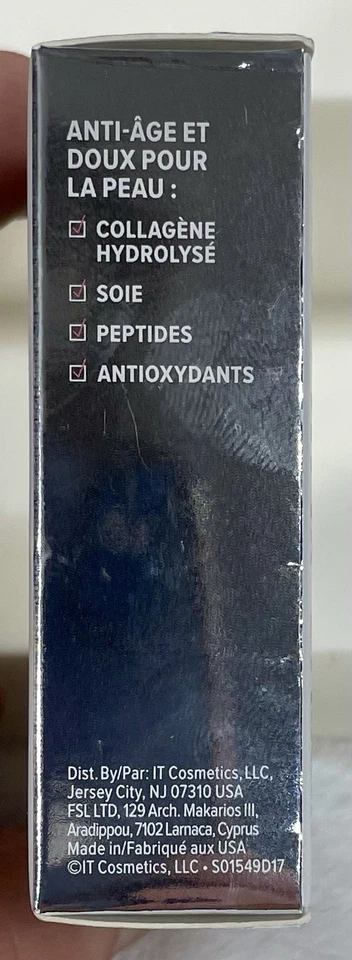 ANTI-ÂGE ET
DOUX POUR
LA PEAU :
COLLAGÈNE
HYDROLYSÉ
SOIE
PEPTIDES
ANTIOXYDANTS
Dist. By/Par: IT Cosmetics, LLC,
Jersey City, NJ 07310 USA
FSL LTD, 129 Arch. Makarios III,
Aradippou, 7102 Larnaca, Cyprus
Made in/Fabriqué aux USA
©IT Cosmetics, LLC • S01549D17